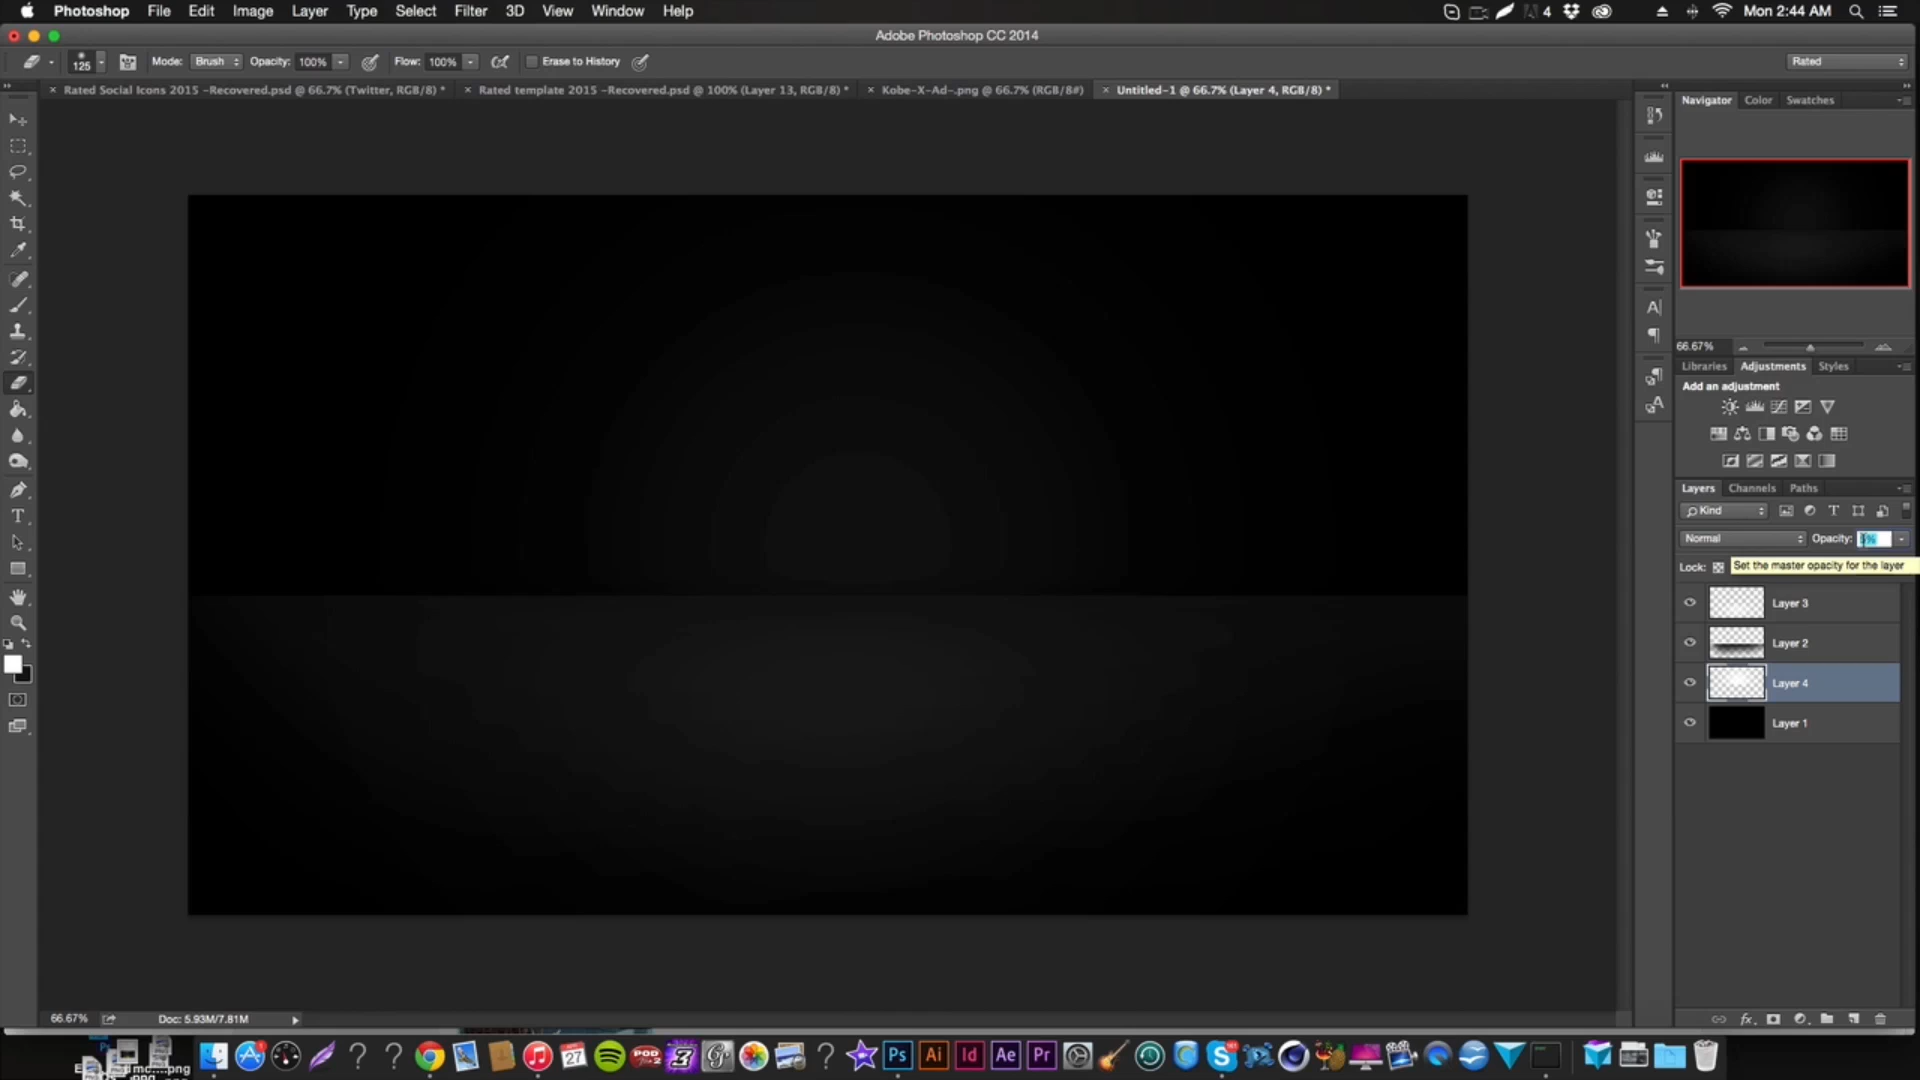 Photoshop File Edit Image Layer Type Select Filter 3D View Window Help 4 Mon 2:44 AM
Adobe Photoshop CC 2014
125 Mode: Brush Opacity: 100% Flow: 100% Erase to History Rated
Rated Social Icons 2015 -Recovered.psd @ 66.7% (Twitter, RGB/8) * Rated template 2015 -Recovered.psd @ 100% (Layer 13, RGB/8) * Kobe-X-Ad-.png @ 66.7% (RGB/8#) Untitled-1 @ 66.7% (Layer 4, RGB/8) *
Navigator Color Swatches
66.67%
Libraries Adjustments Styles
Add an adjustment
Layers Channels Paths
Kind
Normal Opacity:
Lock: Set the master opacity for the layer
Layer 3
Layer 2
Layer 4
Layer 1
66.67% Doc: 5.93M/7.81M
27 POD Ps Ai Id Ae Pr